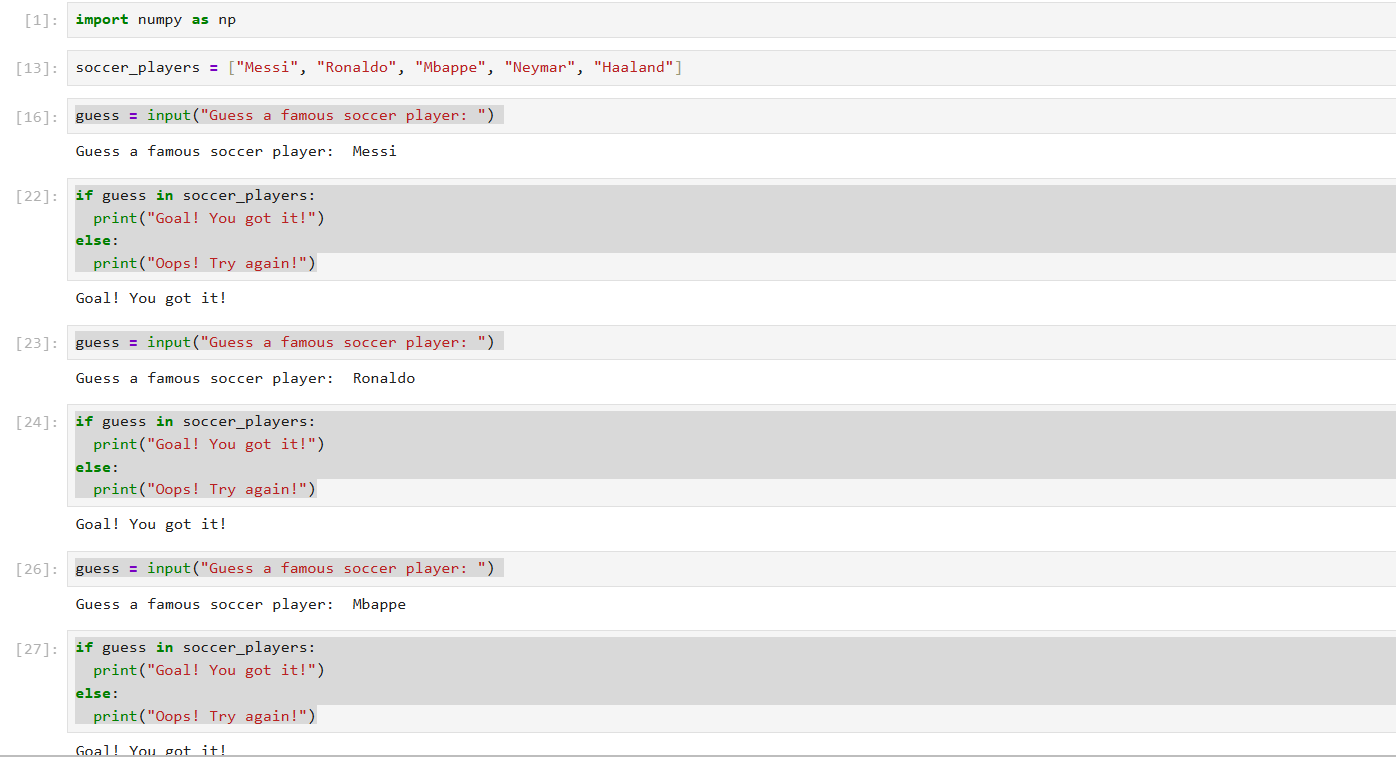 [1]: import numpy as np
[13]: soccer_players = ["Messi", "Ronaldo", "Mbappe", "Neymar", "Haaland"]
[16]: guess = input("Guess a famous soccer player: ")
Guess a famous soccer player:  Messi
[22]: if guess in soccer_players:
  print("Goal! You got it!")
else:
  print("Oops! Try again!")
Goal! You got it!
[23]: guess = input("Guess a famous soccer player: ")
Guess a famous soccer player:  Ronaldo
[24]: if guess in soccer_players:
  print("Goal! You got it!")
else:
  print("Oops! Try again!")
Goal! You got it!
[26]: guess = input("Guess a famous soccer player: ")
Guess a famous soccer player:  Mbappe
[27]: if guess in soccer_players:
  print("Goal! You got it!")
else:
  print("Oops! Try again!")
Goal! You got it!